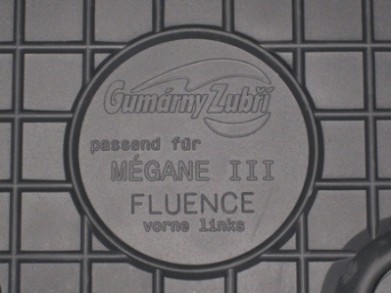 Gumárny Zubří
passend für
MÉGANE III
FLUENCE
vorne links